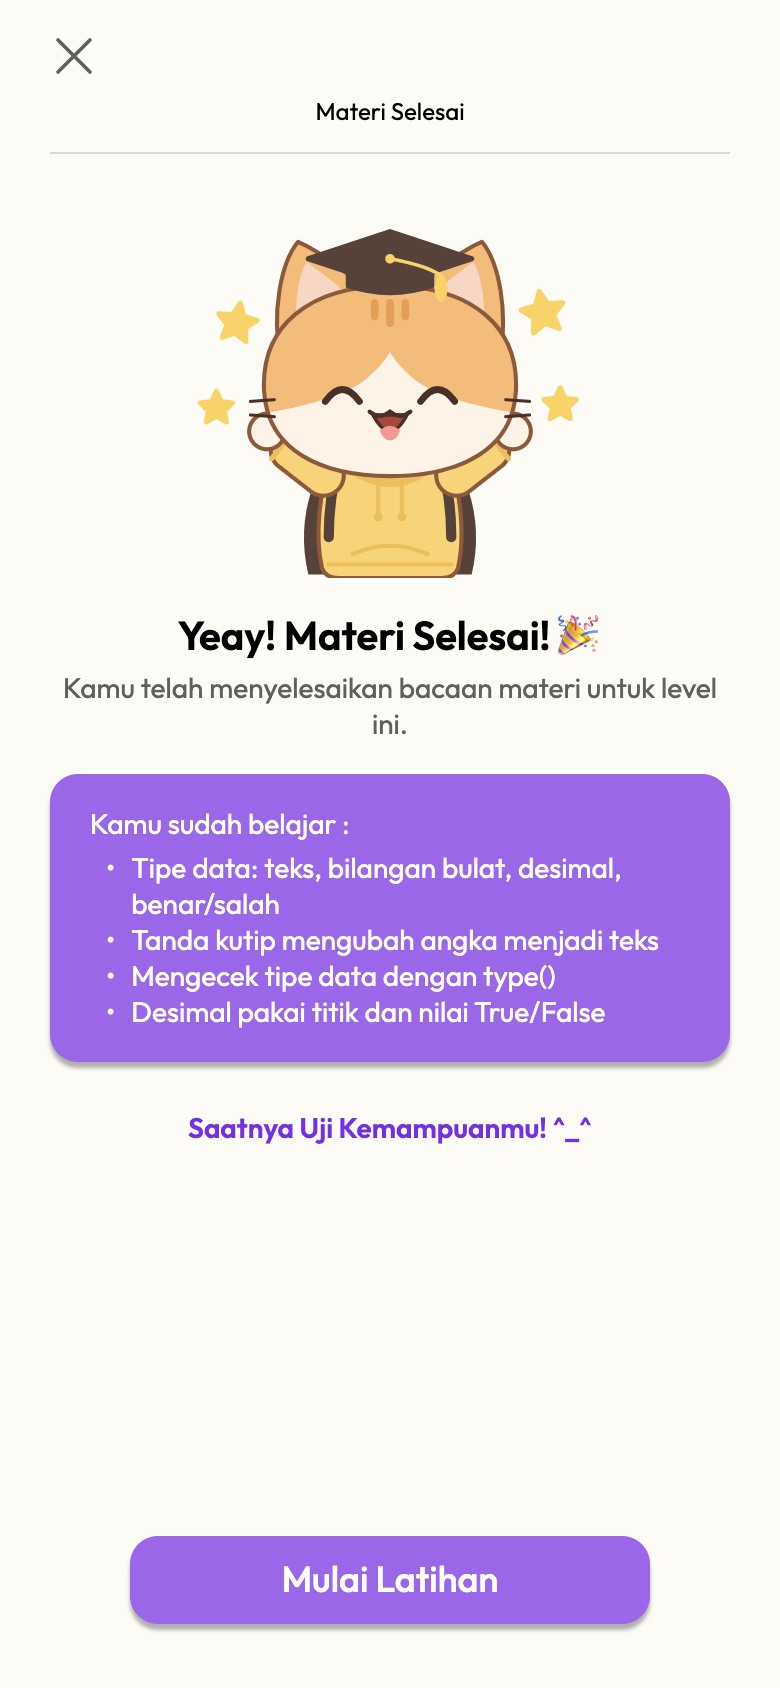 Materi Selesai
Yeay! Materi Selesai! 🎉
Kamu telah menyelesaikan bacaan materi untuk level
ini.
Kamu sudah belajar :
• Tipe data: teks, bilangan bulat, desimal,
benar/salah
• Tanda kutip mengubah angka menjadi teks
• Mengecek tipe data dengan type()
• Desimal pakai titik dan nilai True/False
Saatnya Uji Kemampuanmu! ^_^
Mulai Latihan